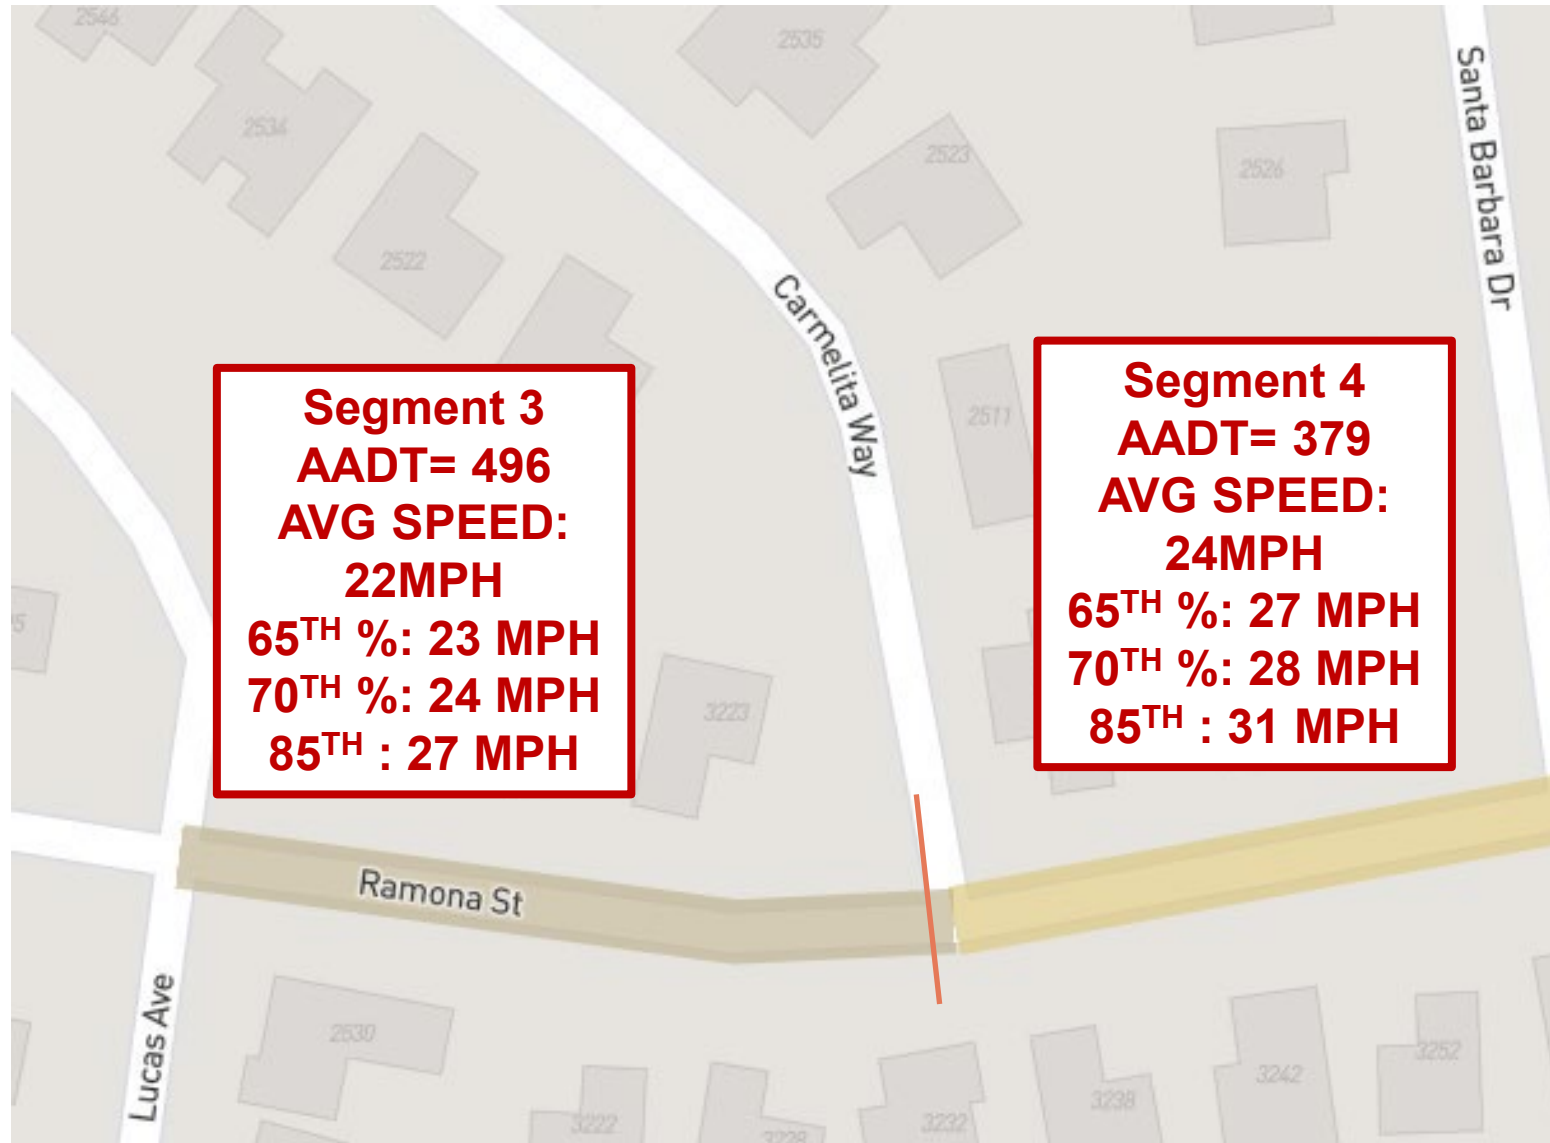 2546
2535
2534
2523
2526
2522
Santa Barbara Dr
Carmelita Way
2511
Segment 3
AADT= 496
AVG SPEED:
22MPH
65TH %: 23 MPH
70TH %: 24 MPH
85TH : 27 MPH
Segment 4
AADT= 379
AVG SPEED:
24MPH
65TH %: 27 MPH
70TH %: 28 MPH
85TH : 31 MPH
3223
Ramona St
Lucas Ave
2530
3222
3228
3232
3238
3242
3252